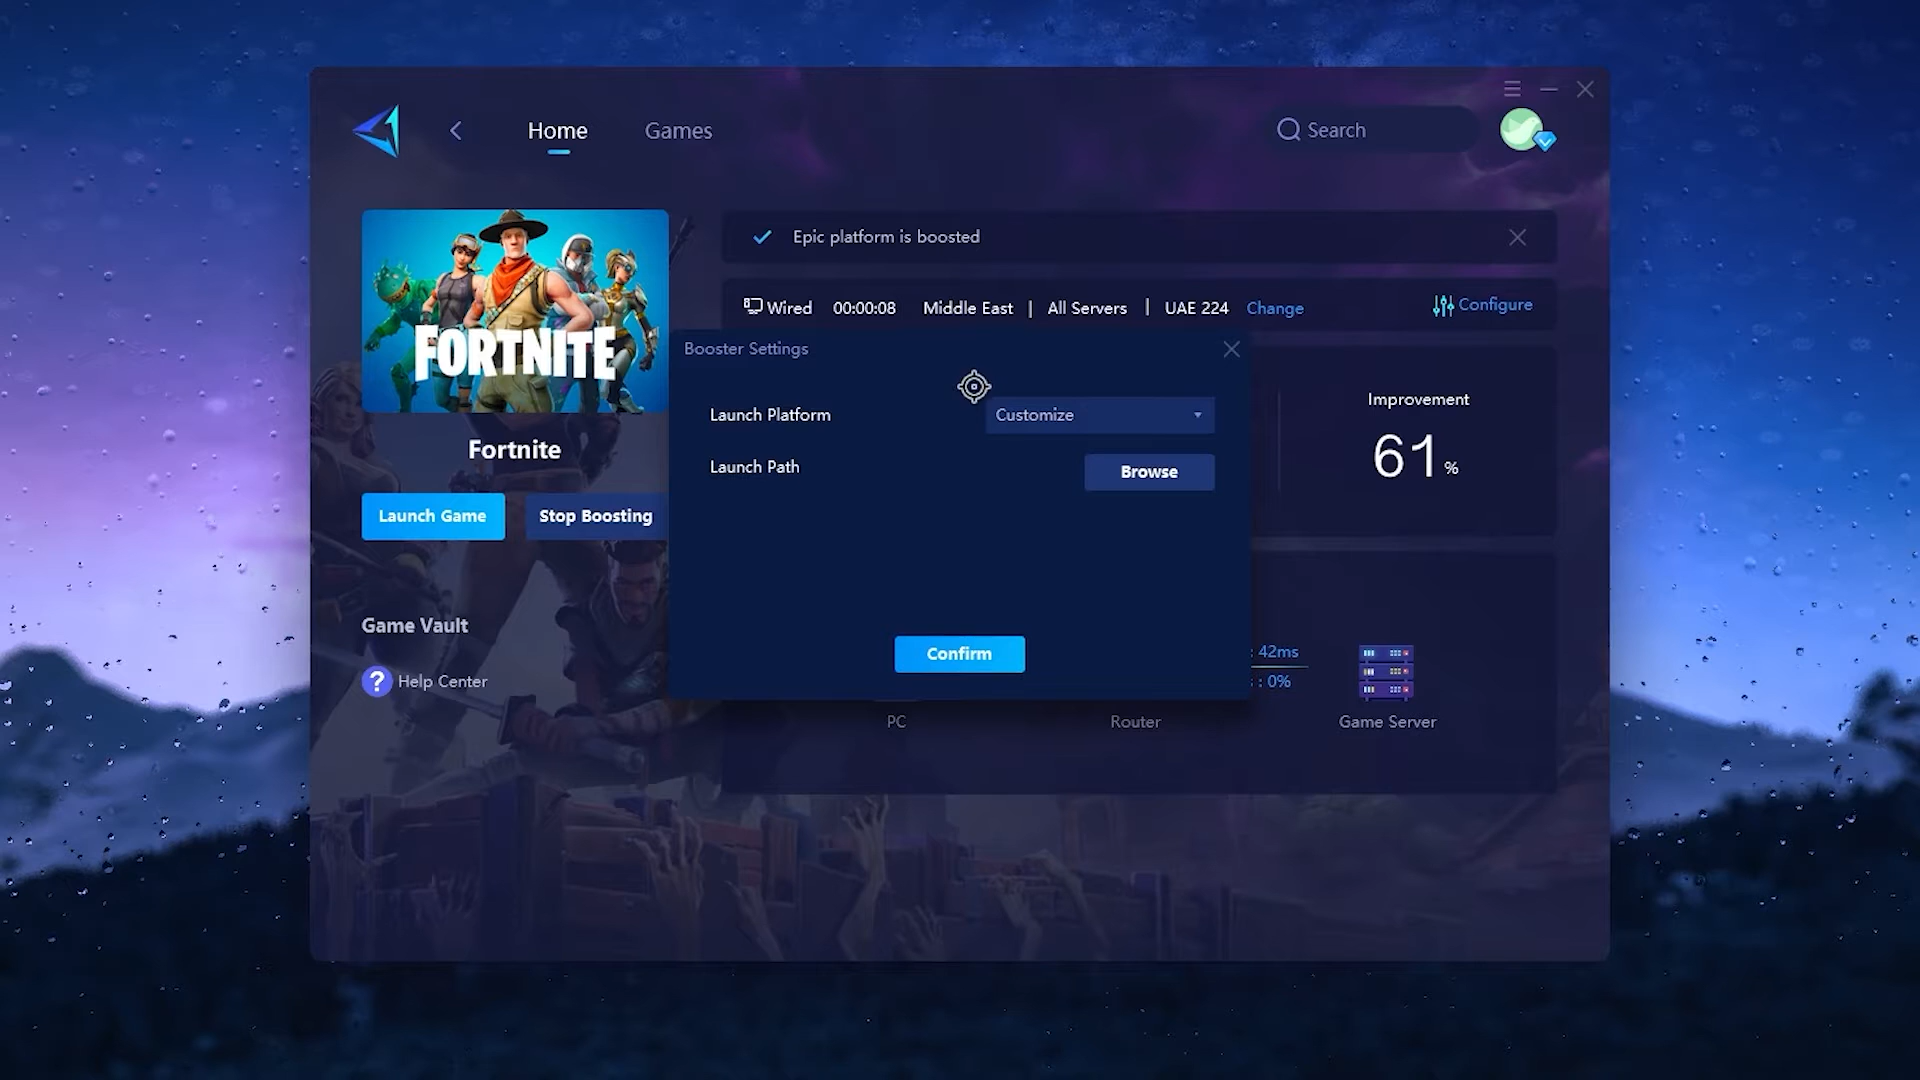 Home
Games
Search
Epic platform is boosted
Wired 00:00:08 Middle East | All Servers | UAE 224 Change
Configure
FORTNITE
Fortnite
Launch Game
Stop Boosting
Game Vault
? Help Center
Booster Settings
Launch Platform
Customize
Launch Path
Browse
Confirm
Improvement
61 %
: 42ms
: 0%
PC
Router
Game Server